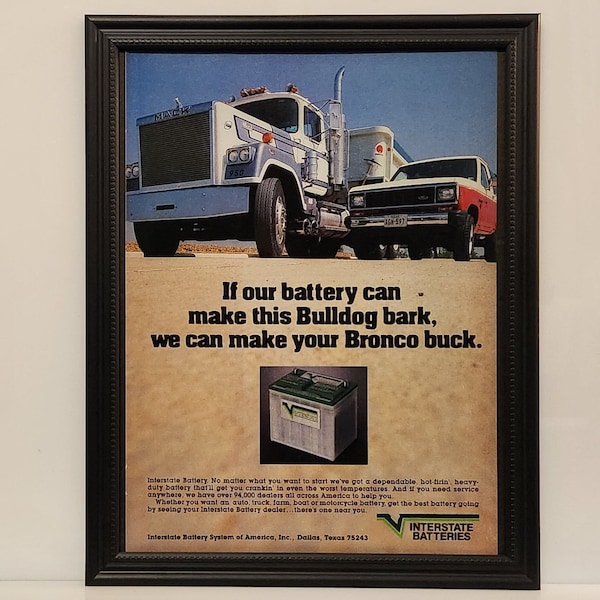 MACK
If our battery can
make this Bulldog bark,
we can make your Bronco buck.
INTERSTATE
Interstate Battery. No matter what you want to start we've got a dependable, hot-firin', heavy-
duty battery that'll get you crankin' in even the worst temperatures. And if you need service
anywhere, we have over 94,000 dealers all across America to help you.
Whether you want an auto, truck, farm, boat or motorcycle battery, get the best battery going
by seeing your Interstate Battery dealer...there's one near you.
INTERSTATE
BATTERIES
Interstate Battery System of America, Inc., Dallas, Texas 75243